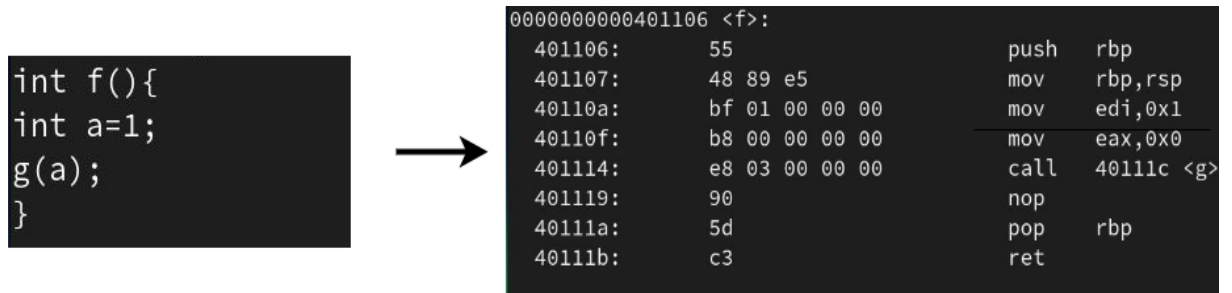 int f(){
int a=1;
g(a);
}
0000000000401106 <f>:
401106: 55 push rbp
401107: 48 89 e5 mov rbp,rsp
40110a: bf 01 00 00 00 mov edi,0x1
40110f: b8 00 00 00 00 mov eax,0x0
401114: e8 03 00 00 00 call 40111c <g>
401119: 90 nop
40111a: 5d pop rbp
40111b: c3 ret